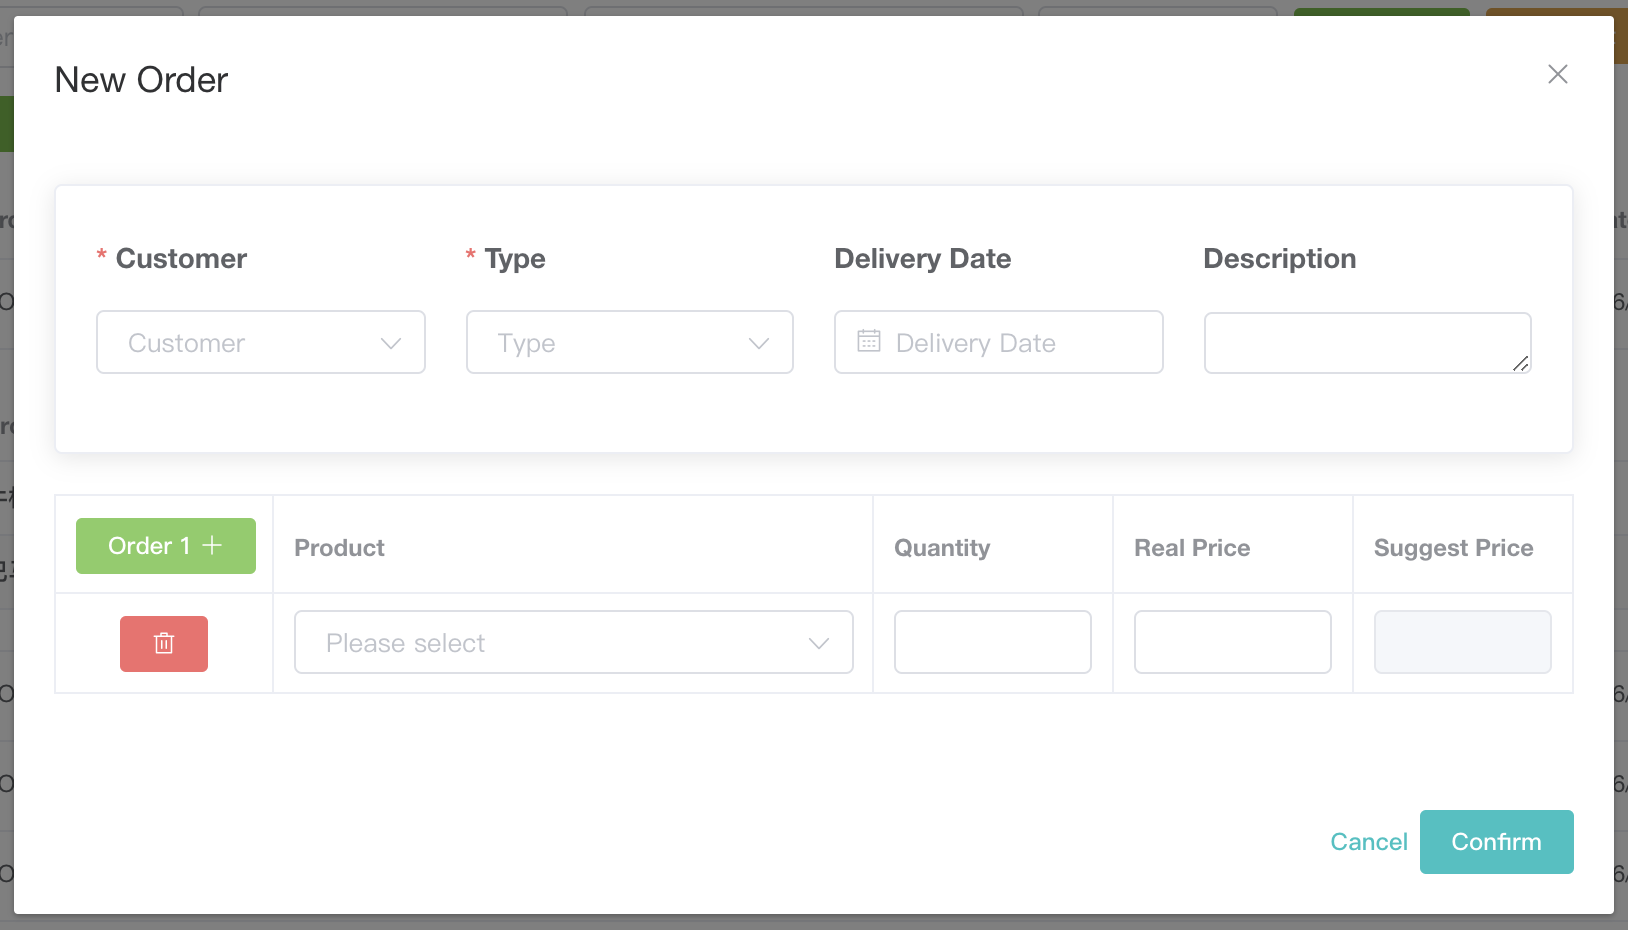 New Order
* Customer * Type Delivery Date Description
Customer Type Delivery Date
Order 1 + Product Quantity Real Price Suggest Price
Please select
Cancel Confirm